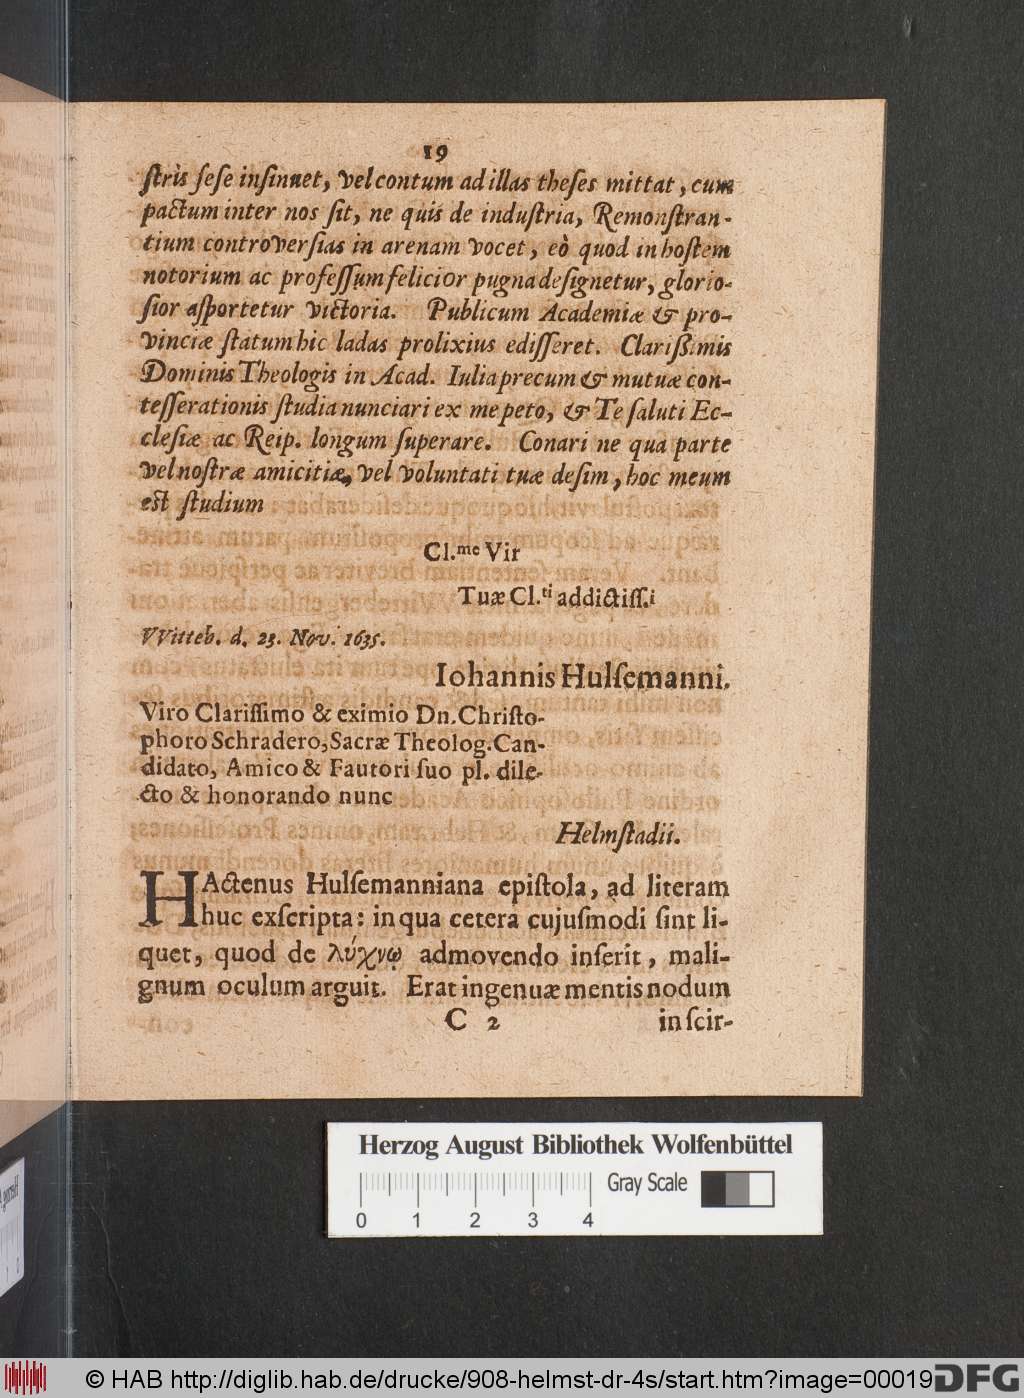 19
ſtris ſeſe inſinuet, vel contum ad illas theſes mittat, cum
pactum inter nos ſit, ne quis de induſtria, Remonſtran-
tium controverſias in arenam vocet, eò quod in hoſtem
notorium ac profeſſum felicior pugna deſignetur, glorio-
ſior aſportetur victoria. Publicum Academiæ & pro-
vinciæ ſtatum hic ladas prolixius ediſſeret. Clariſſimis
Dominis Theologis in Acad. Iulia precum & mutuæ con-
teſſerationis ſtudia nunciari ex me peto, & Te ſaluti Ec-
cleſiæ ac Reip. longum ſuperare. Conari ne qua parte
vel noſtræ amicitiæ, vel voluntati tuæ deſim, hoc meum
eſt ſtudium
Cl.me Vir
Tuæ Cl.ti addictiſſ.i
VVitteb. d. 23. Nov. 1635.
Iohannis Hulſemanni.
Viro Clariſſimo & eximio Dn. Chriſto-
phoro Schradero, Sacræ Theolog. Can-
didato, Amico & Fautori ſuo pl. dile-
cto & honorando nunc
Helmſtadii.
HActenus Hulſemanniana epiſtola, ad literam
huc exſcripta: in qua cetera cujuſmodi ſint li-
quet, quod de λύχνῳ admovendo inſerit, mali-
gnum oculum arguit. Erat ingenuæ mentis nodum
C 2
in ſcir-
Herzog August Bibliothek Wolfenbüttel
Gray Scale
0 1 2 3 4
© HAB http://diglib.hab.de/drucke/908-helmst-dr-4s/start.htm?image=00019
DFG